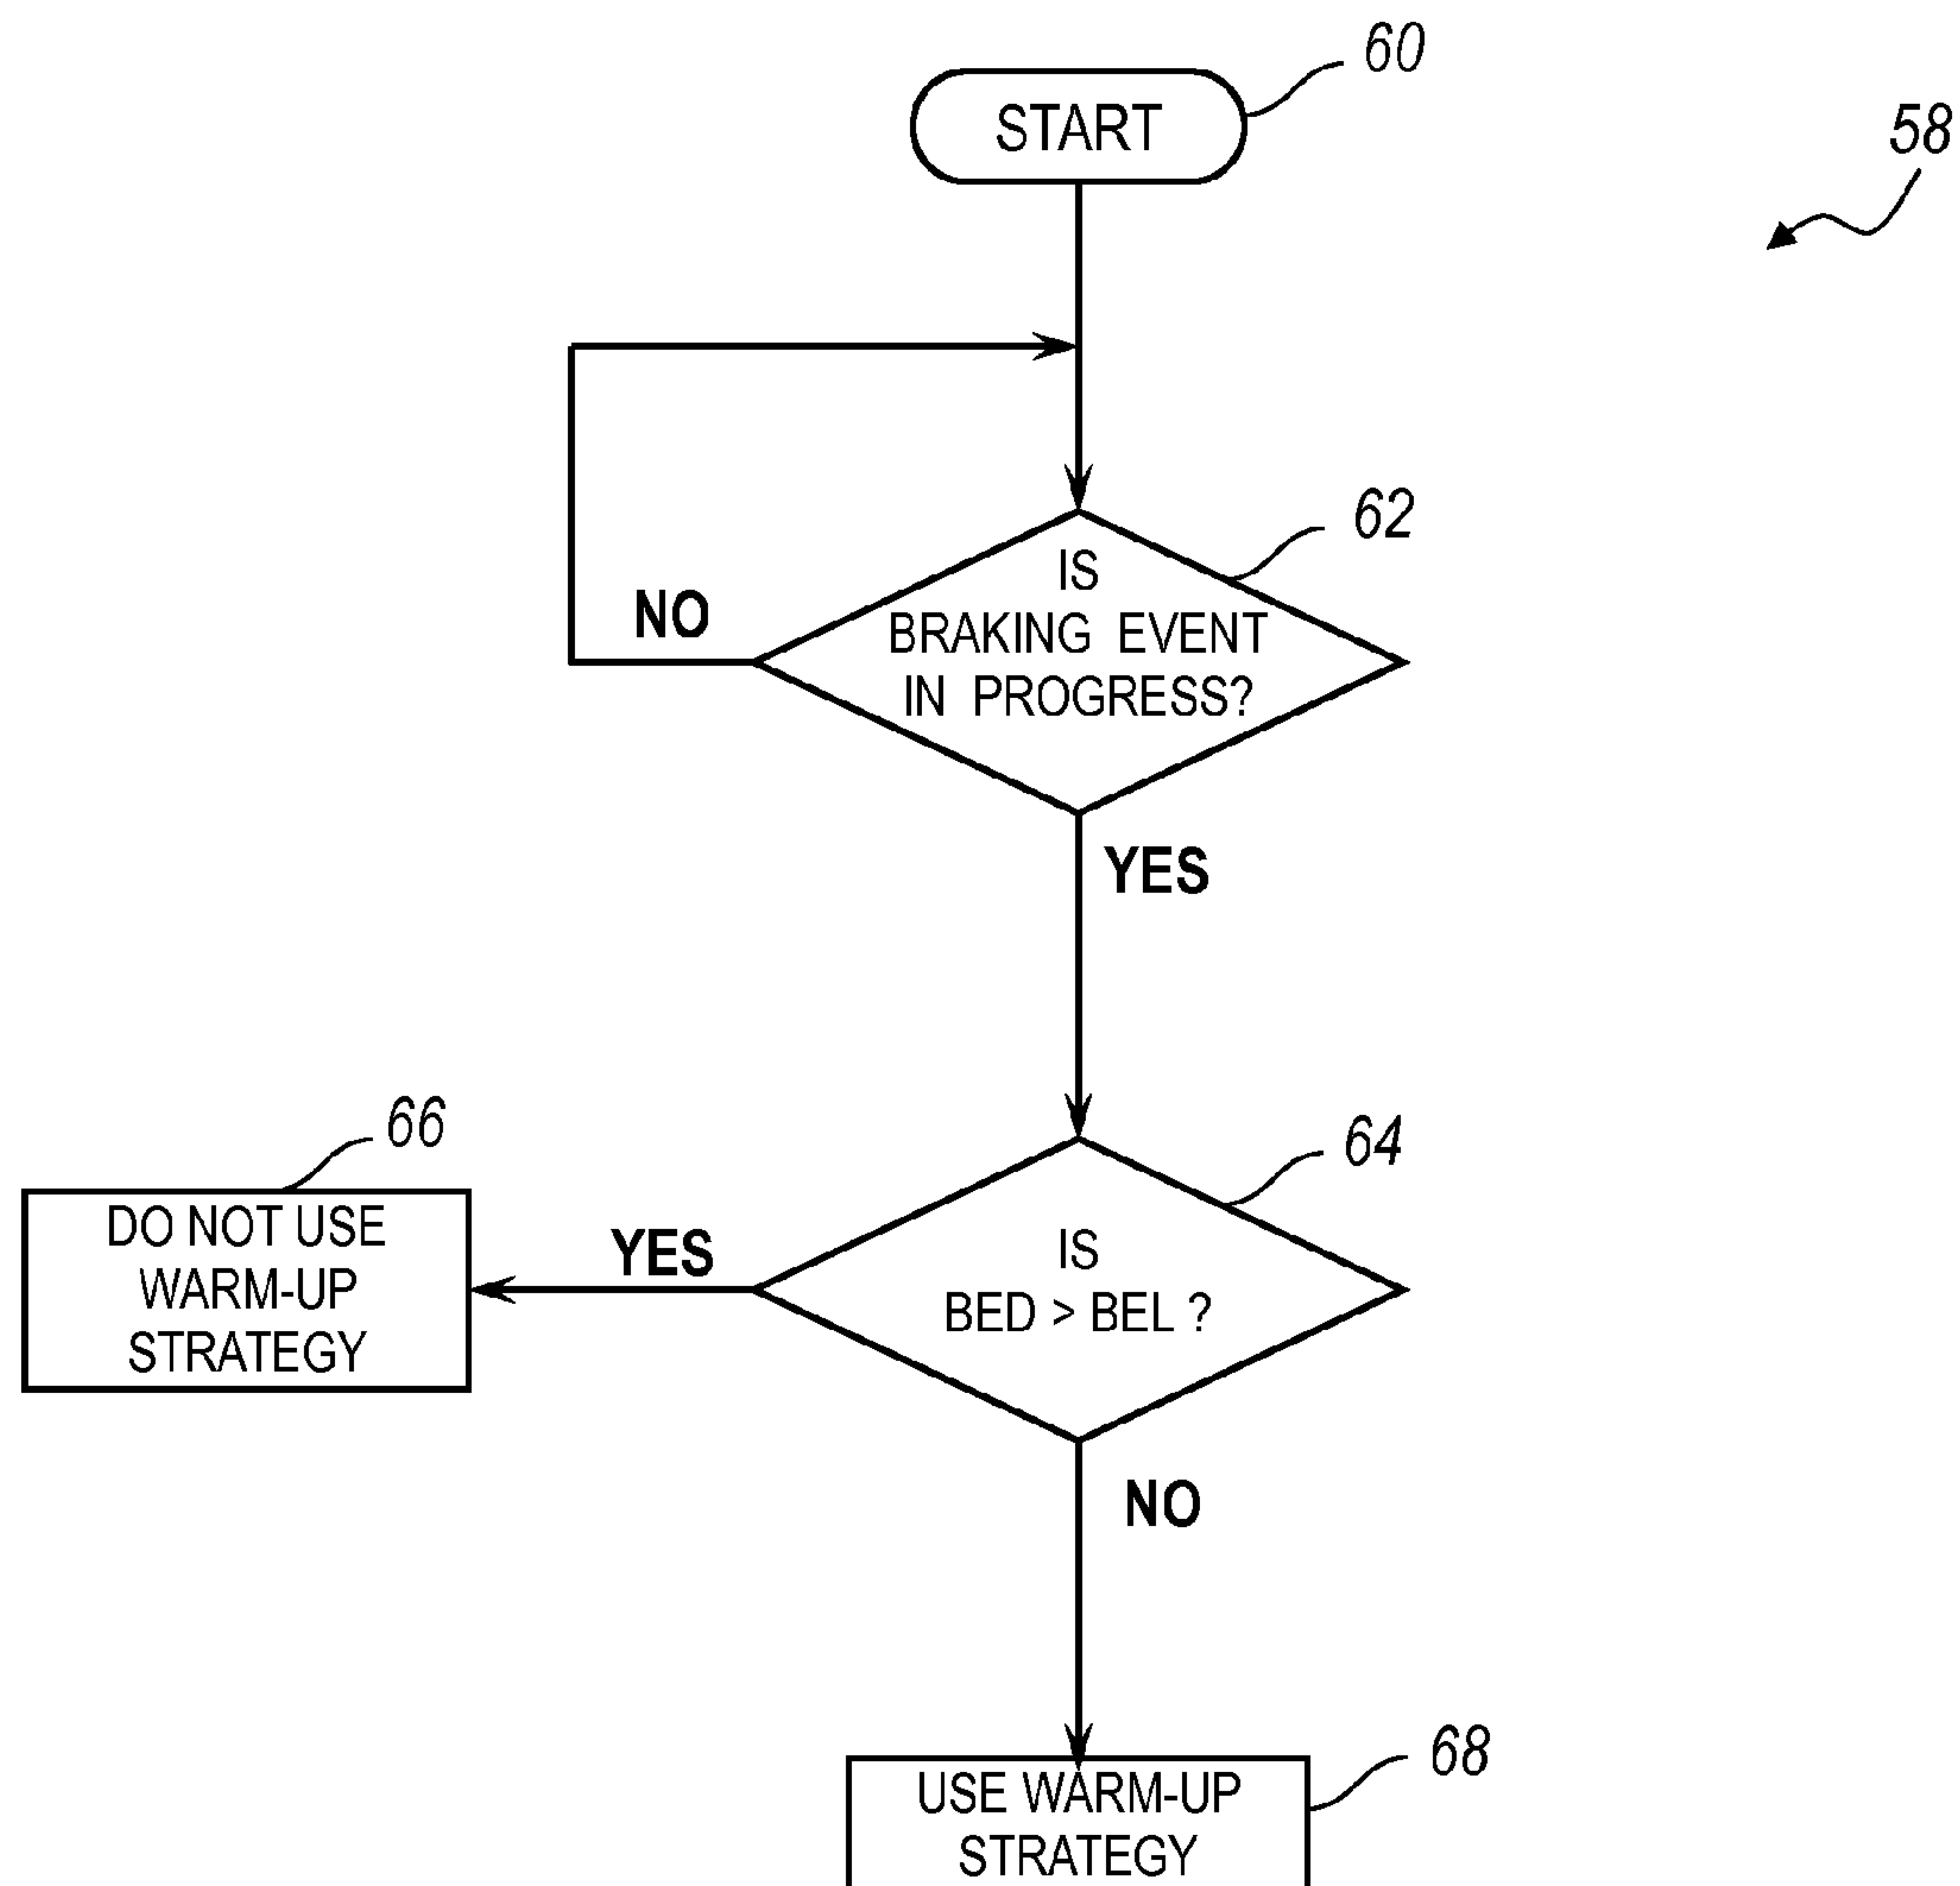 60
START
58
62
IS
BRAKING EVENT
IN PROGRESS?
NO
YES
66
64
DO NOT USE
WARM-UP
STRATEGY
YES
IS
BED > BEL ?
NO
68
USE WARM-UP
STRATEGY